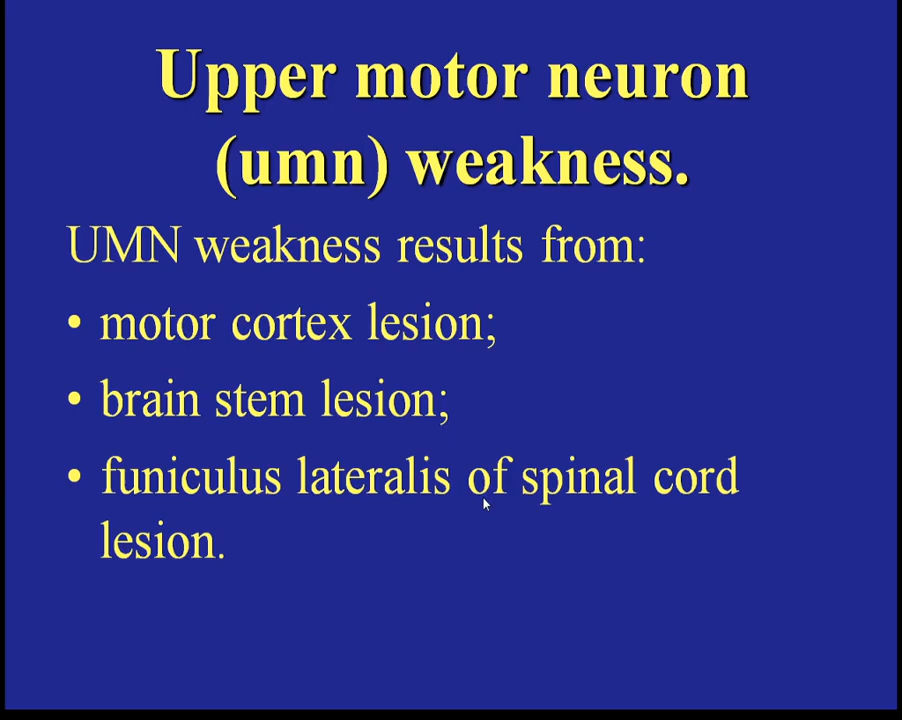 Upper motor neuron
(umn) weakness.
UMN weakness results from:
• motor cortex lesion;
• brain stem lesion;
• funiculus lateralis of spinal cord
lesion.